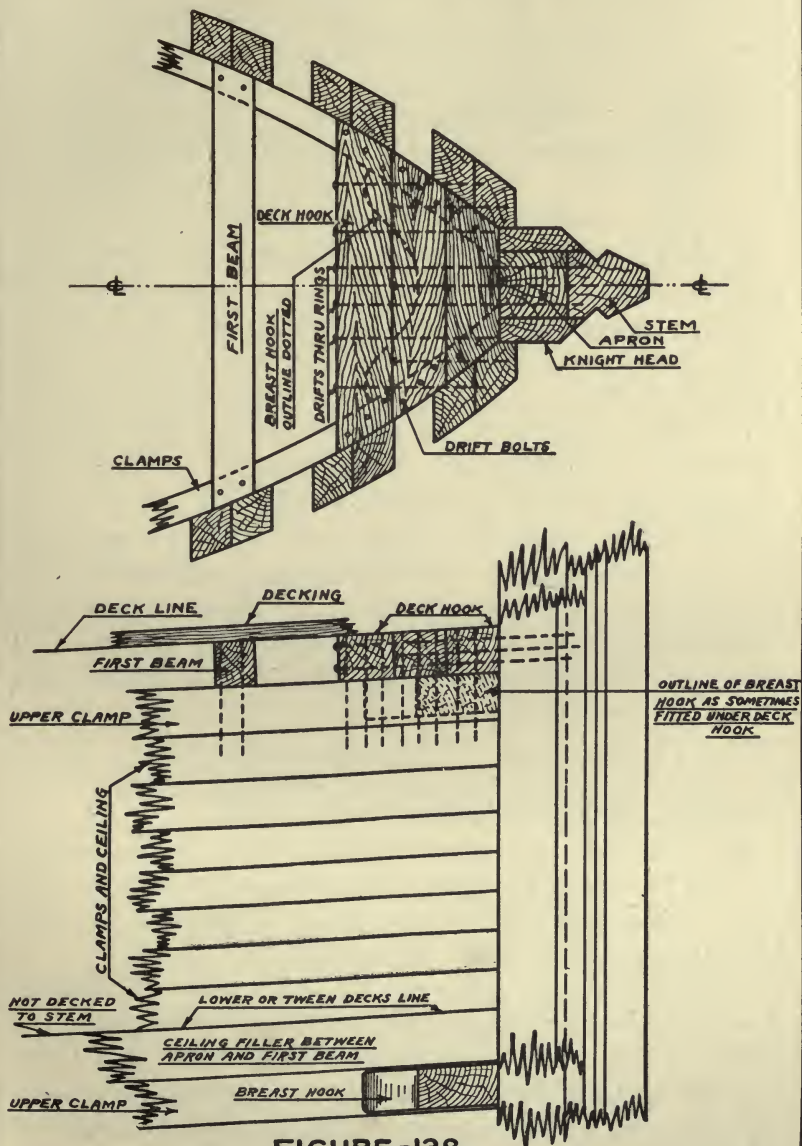 FIRST BEAM
DECK HOOK
BREAST HOOK
OUTLINE DOTTED
DRIFTS THRU RINGS
STEM
APRON
KNIGHT HEAD
DRIFT BOLTS
CLAMPS
DECK LINE
DECKING
DECK HOOK
FIRST BEAM
UPPER CLAMP
OUTLINE OF BREAST
HOOK AS SOMETIMES
FITTED UNDER DECK
HOOK
CLAMPS AND CEILING
NOT DECKED
TO STEM
LOWER OR TWEEN DECKS LINE
CEILING FILLER BETWEEN
APRON AND FIRST BEAM
BREAST HOOK
UPPER CLAMP